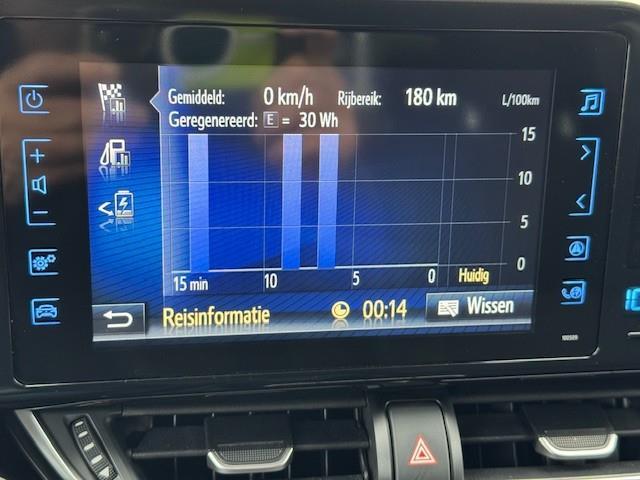 Gemiddeld: 0 km/h Rijbereik: 180 km L/100km
Geregenereerd: E = 30 Wh
15
10
5
0
15 min 10 5 0 Huidig
Reisinformatie 00:14 Wissen